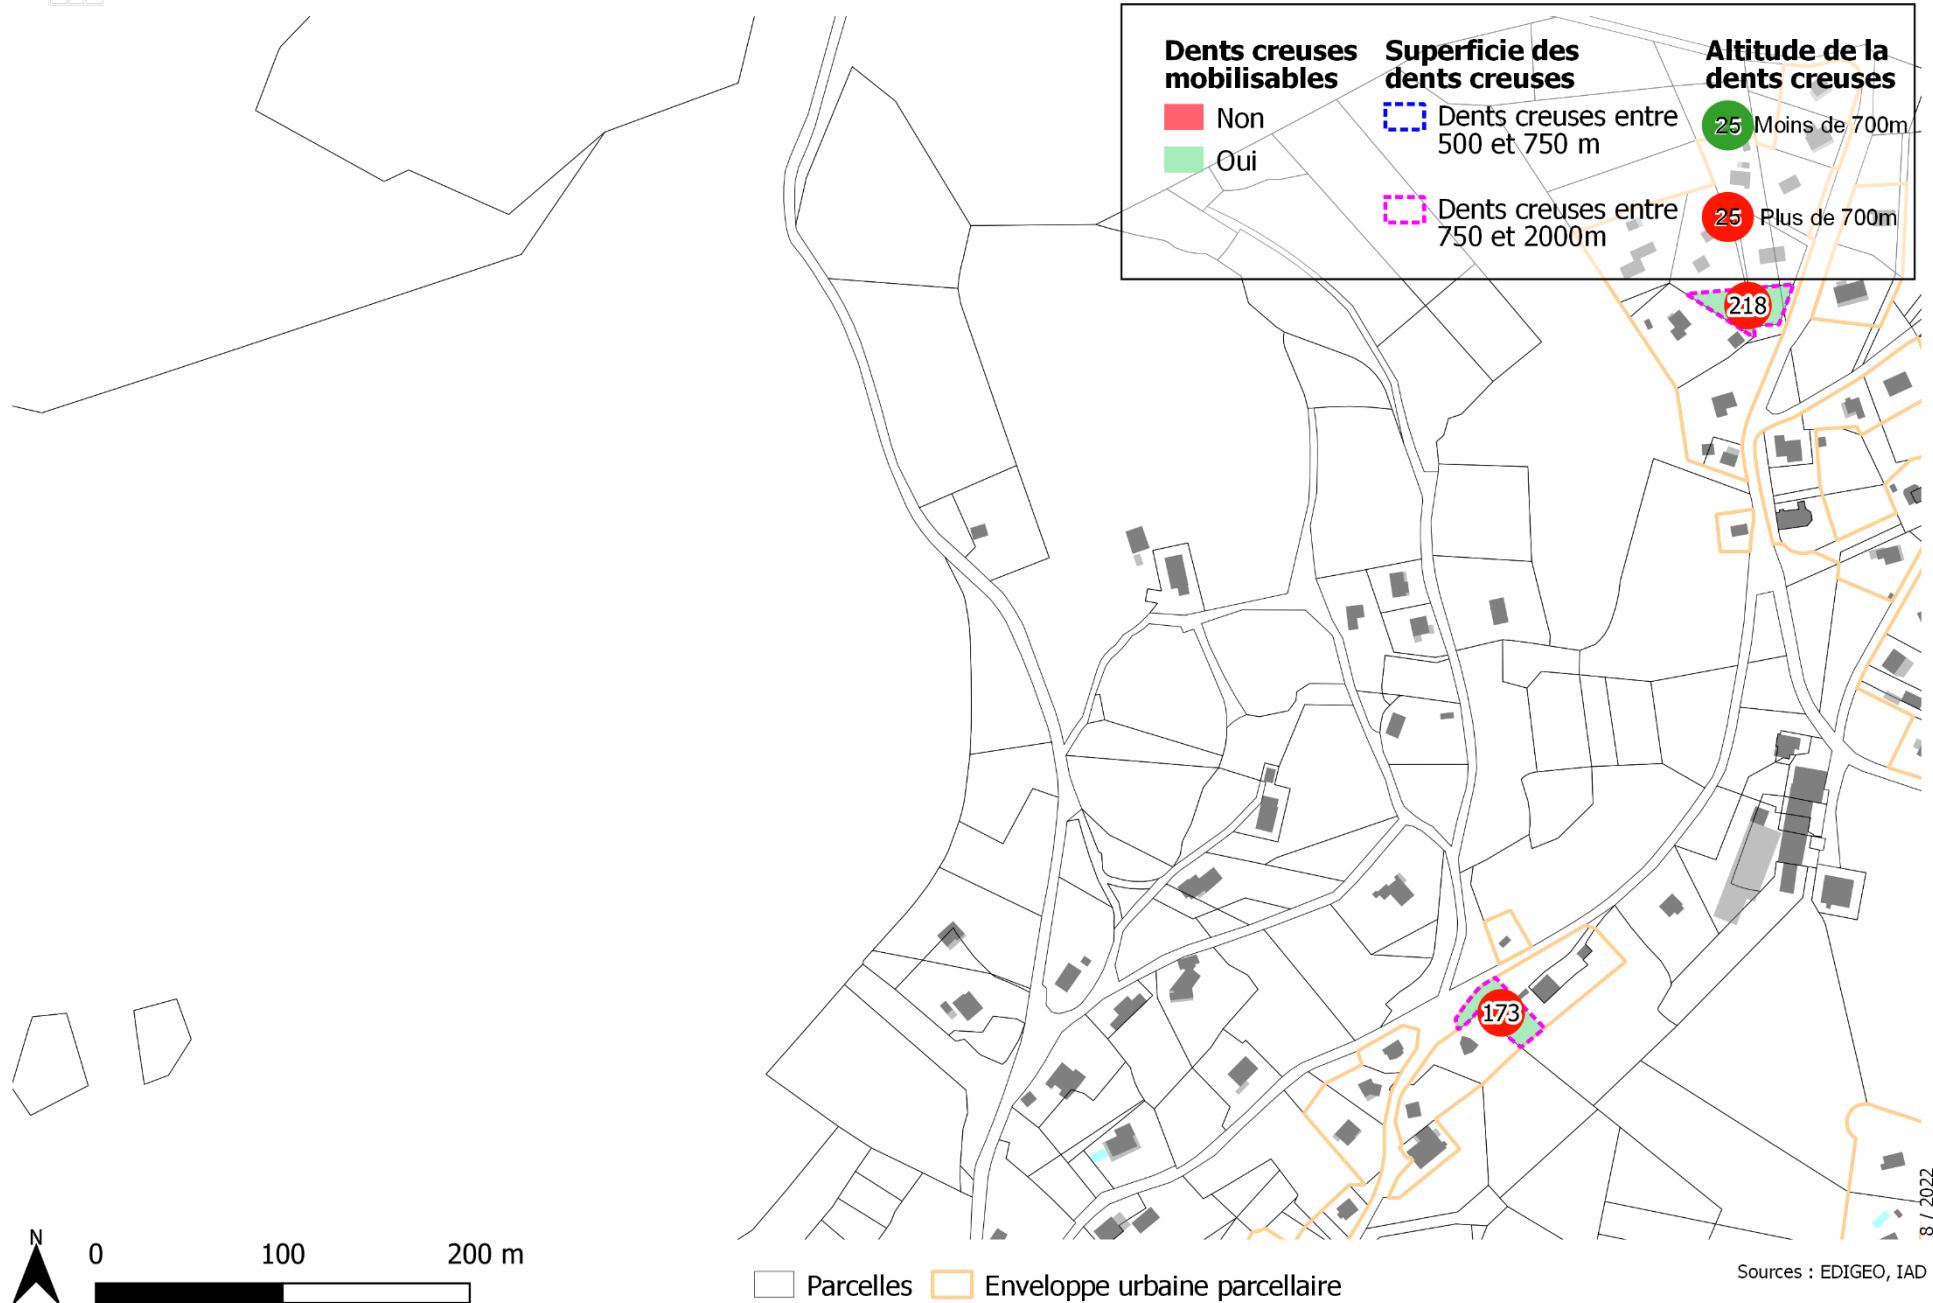 Dents creuses
mobilisables
Non
Oui
Superficie des
dents creuses
Dents creuses entre
500 et 750 m
Dents creuses entre
750 et 2000m
Altitude de la
dents creuses
25 Moins de 700m
25 Plus de 700m
218
173
8 / 2022
N
0 100 200 m
Parcelles
Enveloppe urbaine parcellaire
Sources : EDIGEO, IAD